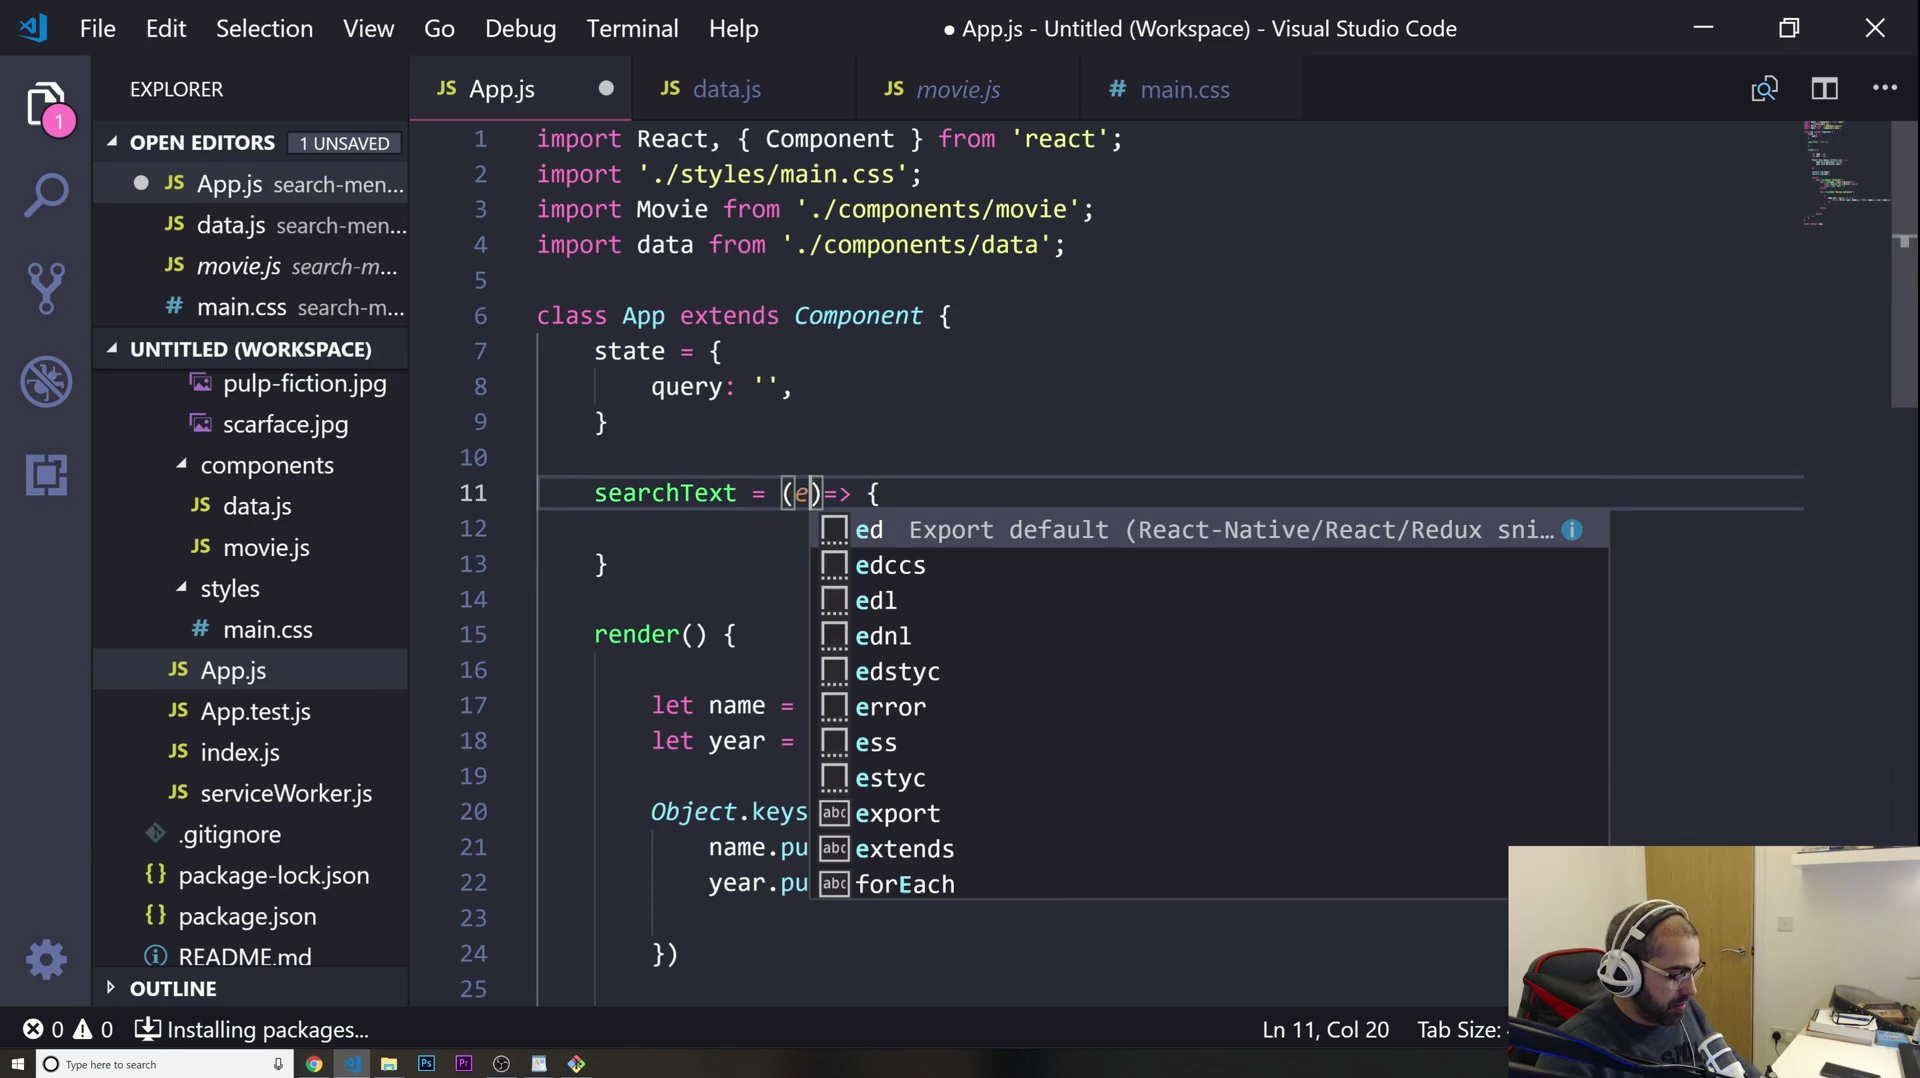 File Edit Selection View Go Debug Terminal Help ● App.js - Untitled (Workspace) - Visual Studio Code
EXPLORER
JS App.js
JS data.js
JS movie.js
# main.css
1
OPEN EDITORS 1 UNSAVED
JS App.js search-men...
JS data.js search-men...
JS movie.js search-m...
# main.css search-m...
UNTITLED (WORKSPACE)
pulp-fiction.jpg
scarface.jpg
components
JS data.js
JS movie.js
styles
# main.css
JS App.js
JS App.test.js
JS index.js
JS serviceWorker.js
.gitignore
{} package-lock.json
{} package.json
README.md
OUTLINE
1 import React, { Component } from 'react';
2 import './styles/main.css';
3 import Movie from './components/movie';
4 import data from './components/data';
5
6 class App extends Component {
7 state = {
8 query: '',
9 }
10
11 searchText = (e)=> {
12
13 }
14
15 render() {
16
17 let name =
18 let year =
19
20 Object.keys
21 name.pu
22 year.pu
23
24 })
25
ed Export default (React-Native/React/Redux sni...
edccs
edl
ednl
edstyc
error
ess
estyc
abc export
abc extends
abc forEach
0 0 Installing packages...
Ln 11, Col 20 Tab Size:
Type here to search
Ps
Pr